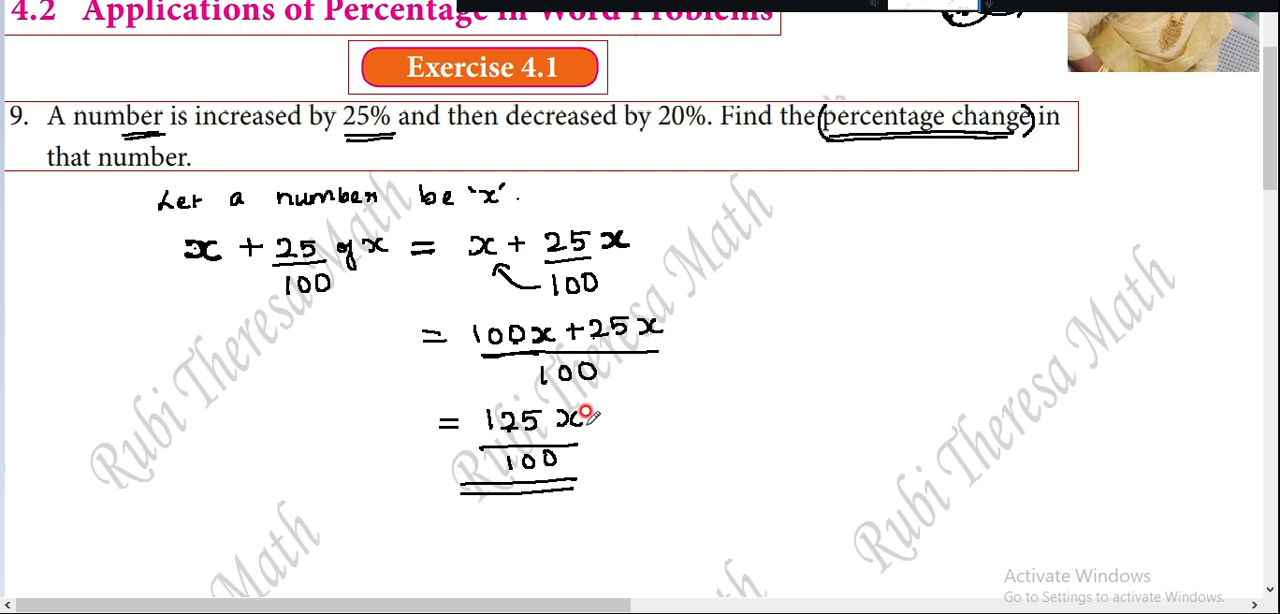 4.2 Applications of Percentage in Word Problems
Exercise 4.1
9. A number is increased by 25% and then decreased by 20%. Find the percentage change in
that number.
Let a number be 'x'.
x + 25/100 of x = x + 25/100 x
= 100x + 25x / 100
= 125 x / 100
Rubi Theresa Math
Rubi Theresa Math
Rubi Theresa Math
Math
Activate Windows
Go to Settings to activate Windows.